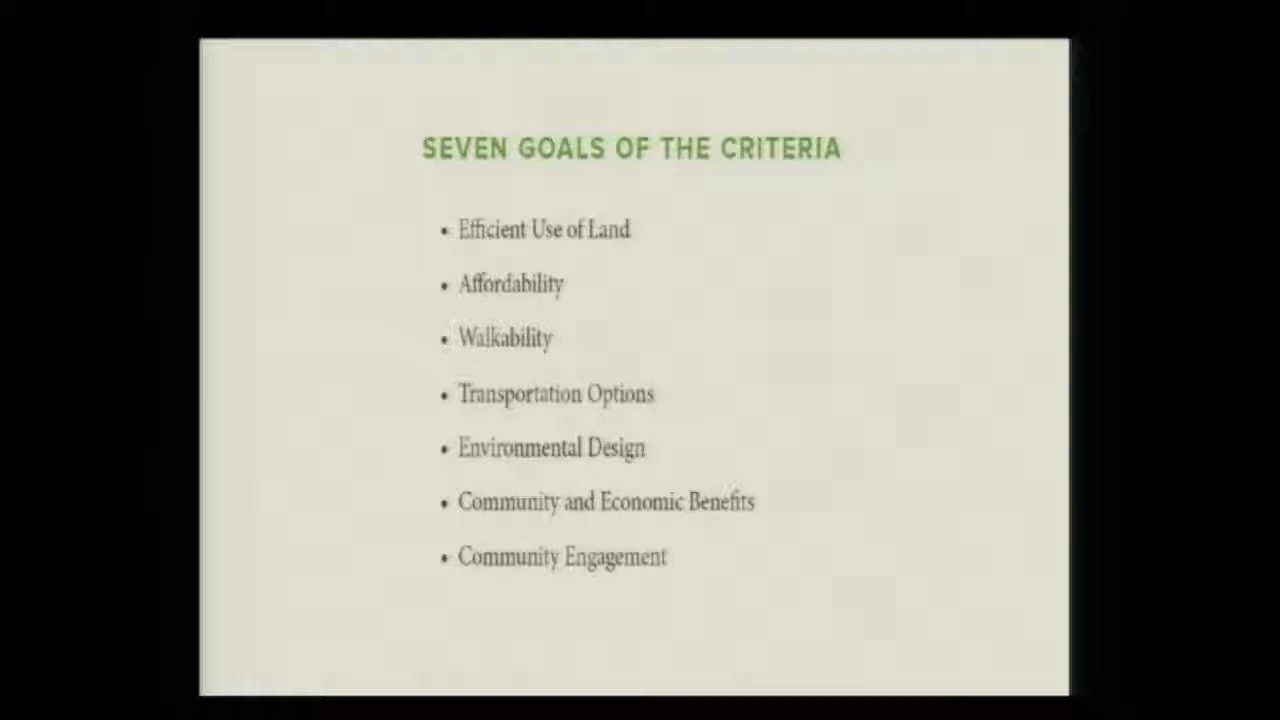 SEVEN GOALS OF THE CRITERIA
• Efficient Use of Land
• Affordability
• Walkability
• Transportation Options
• Environmental Design
• Community and Economic Benefits
• Community Engagement